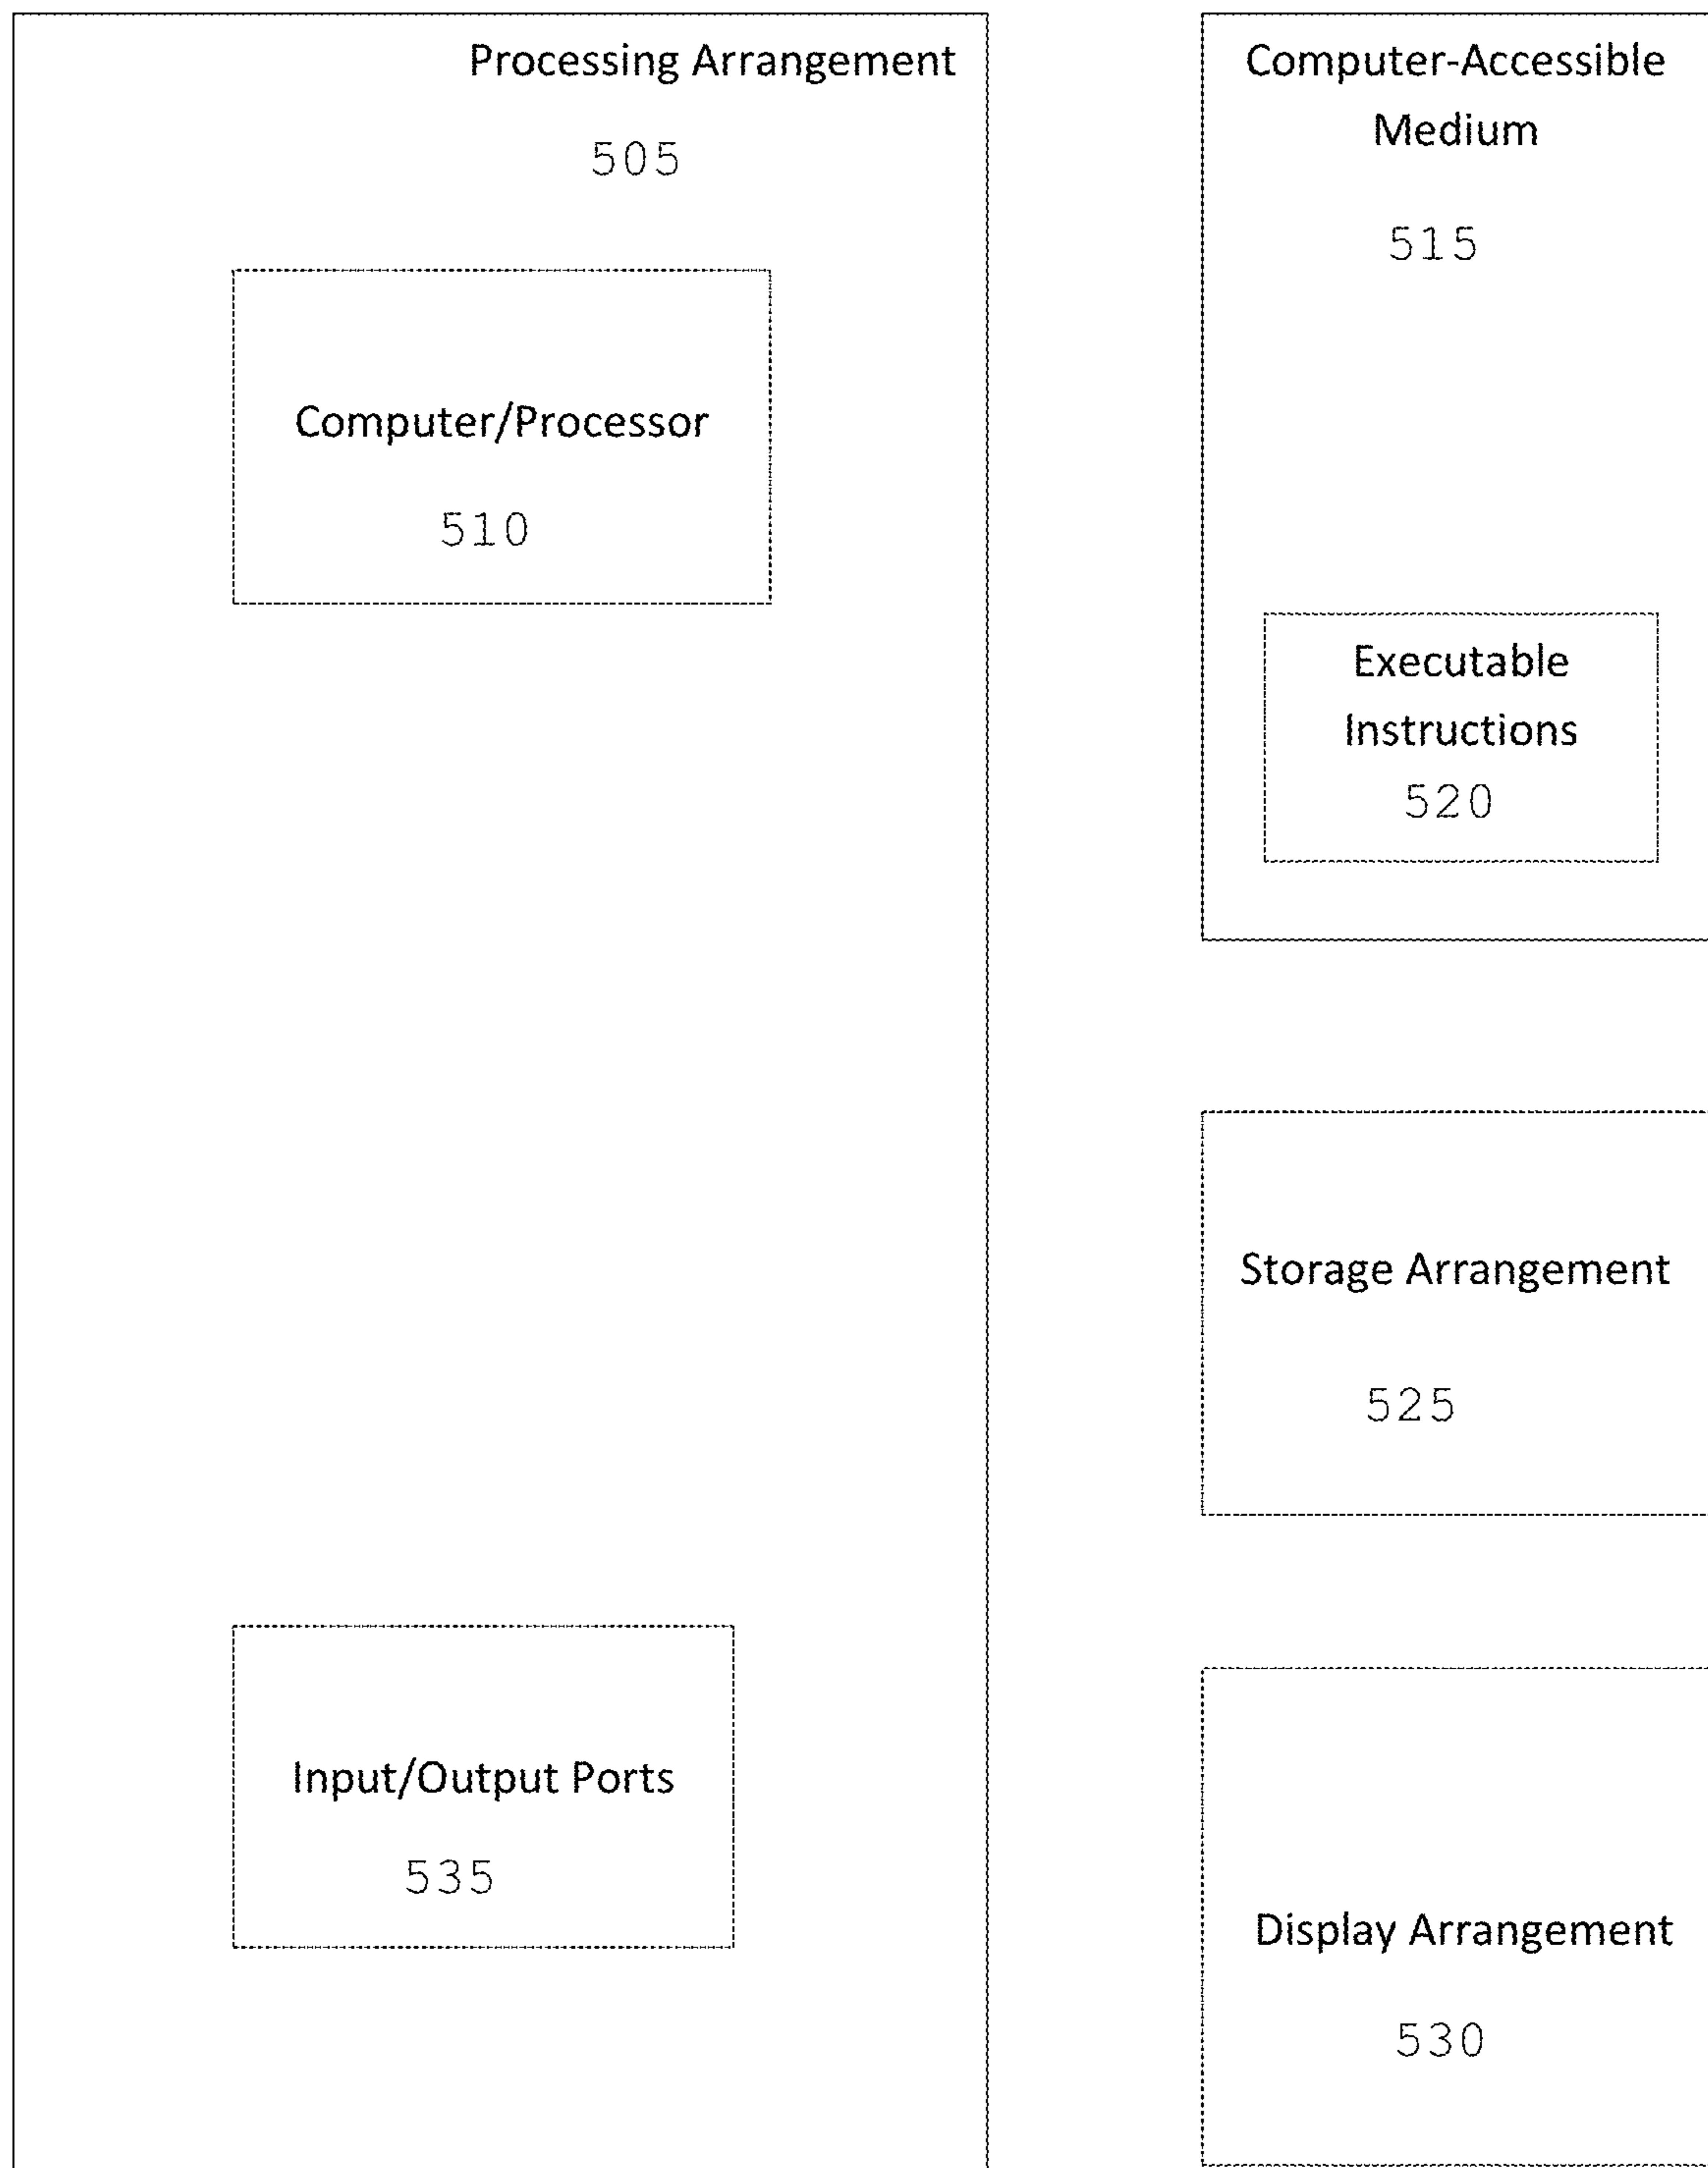 Processing Arrangement
505
Computer/Processor
510
Input/Output Ports
535
Computer-Accessible
Medium
515
Executable
Instructions
520
Storage Arrangement
525
Display Arrangement
530